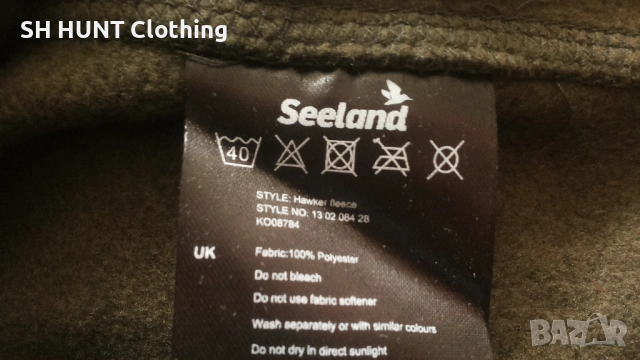 SH HUNT Clothing
Seeland
40
STYLE: Hawker fleece
STYLE NO: 13 02 084 28
KO08784
UK
Fabric:100% Polyester
Do not bleach
Do not use fabric softener
Wash separately or with similar colours
Do not dry in direct sunlight
BAZAR